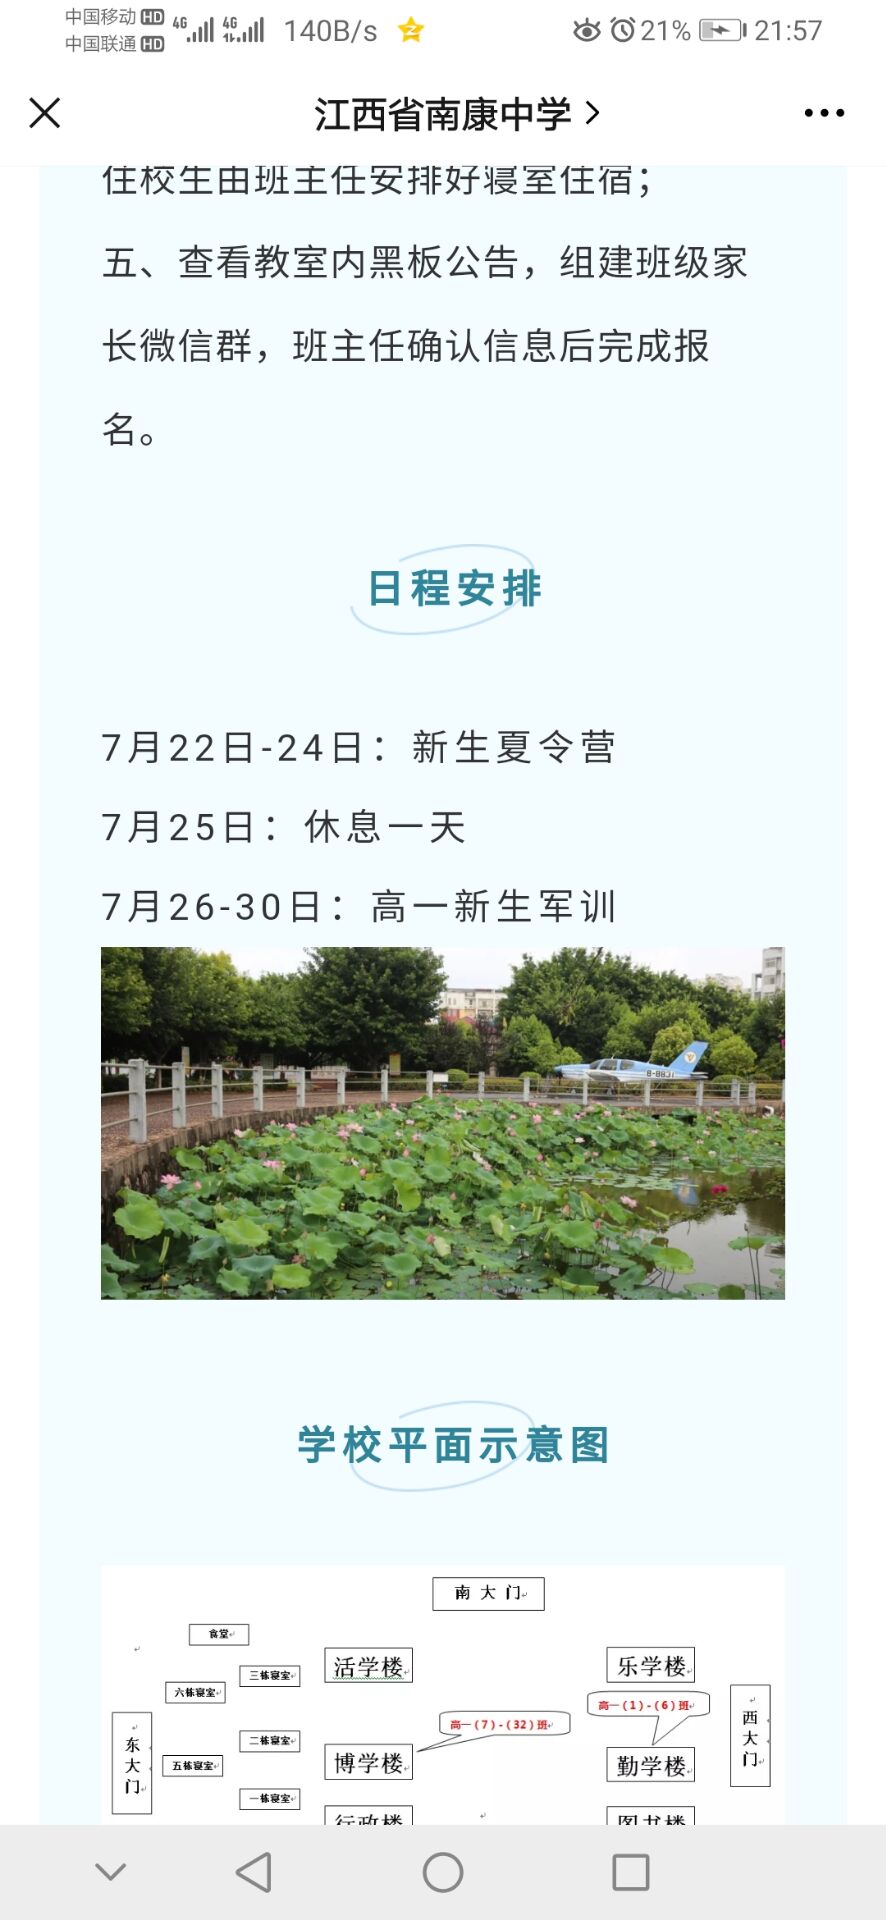 中国移动 HD 4G 4G 140B/s 21% 21:57
中国联通 HD
江西省南康中学
住校生由班主任安排好寝室住宿；
五、查看教室内黑板公告，组建班级家
长微信群，班主任确认信息后完成报
名。
日程安排
7月22日-24日：新生夏令营
7月25日：休息一天
7月26-30日：高一新生军训
学校平面示意图
南大门
食堂
三栋寝室
活学楼
乐学楼
六栋寝室
高一（1）-（6）班
高一（7）-（32）班
东大门
西大门
二栋寝室
五栋寝室
博学楼
勤学楼
一栋寝室
行政楼
图书楼